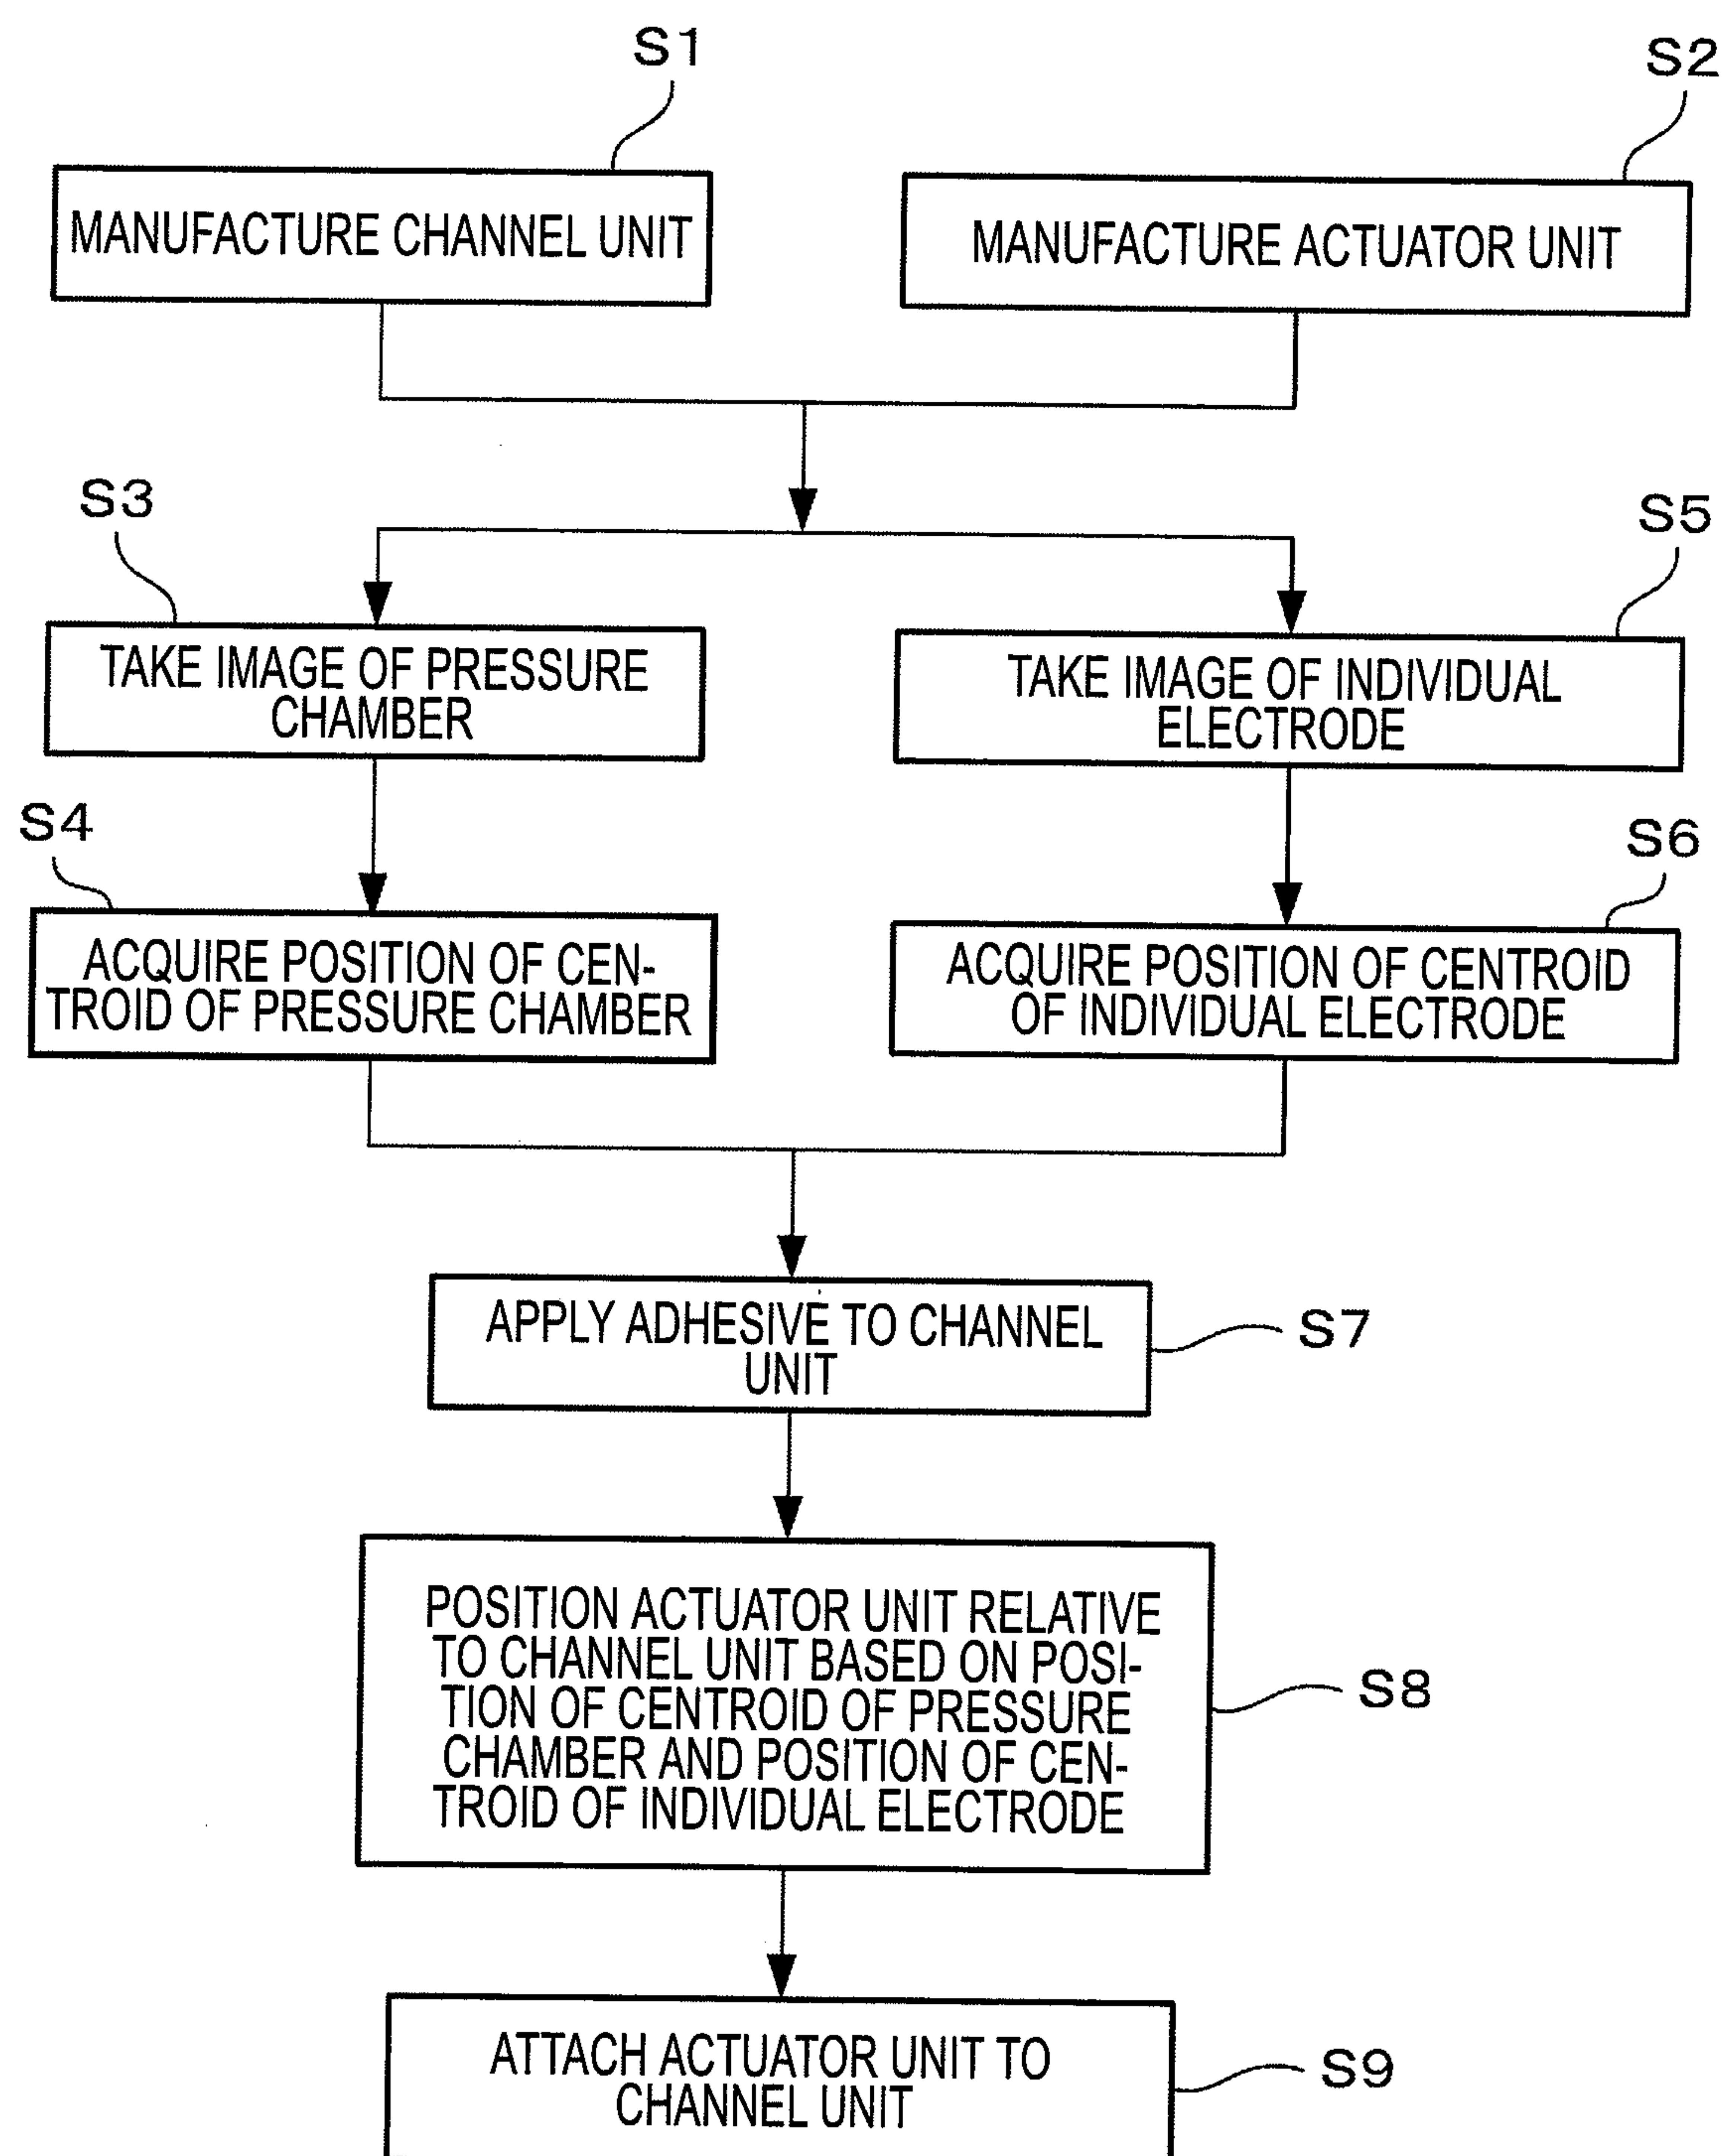 S1
S2
MANUFACTURE CHANNEL UNIT
MANUFACTURE ACTUATOR UNIT
S3
S5
TAKE IMAGE OF PRESSURE
CHAMBER
TAKE IMAGE OF INDIVIDUAL
ELECTRODE
S4
S6
ACQUIRE POSITION OF CEN-
TROID OF PRESSURE CHAMBER
ACQUIRE POSITION OF CENTROID
OF INDIVIDUAL ELECTRODE
APPLY ADHESIVE TO CHANNEL
UNIT
S7
POSITION ACTUATOR UNIT RELATIVE
TO CHANNEL UNIT BASED ON POSI-
TION OF CENTROID OF PRESSURE
CHAMBER AND POSITION OF CEN-
TROID OF INDIVIDUAL ELECTRODE
S8
ATTACH ACTUATOR UNIT TO
CHANNEL UNIT
S9